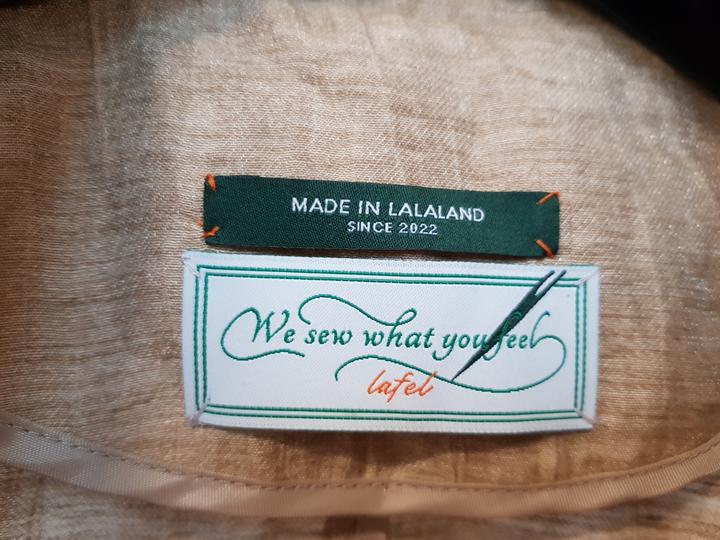 MADE IN LALALAND
SINCE 2022
We sew what you feel
lafel